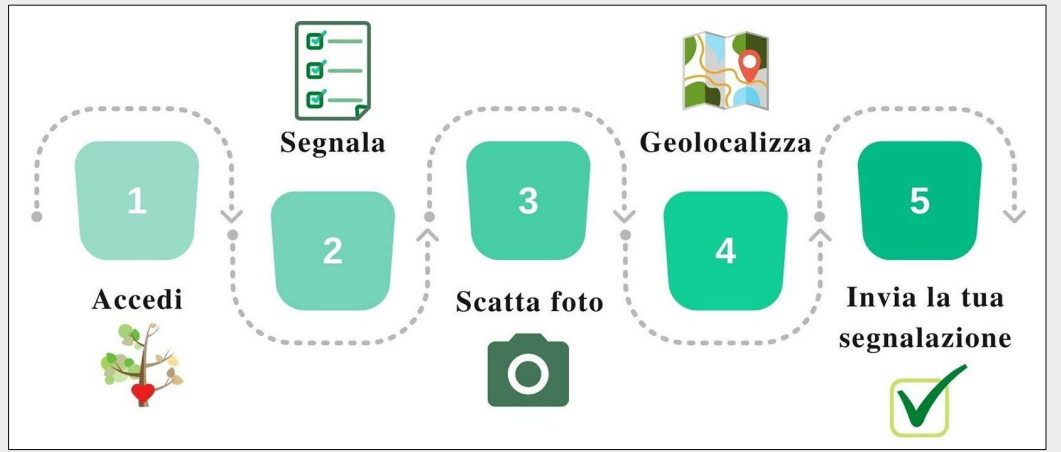 1
Accedi
Segnala
2
3
Scatta foto
Geolocalizza
4
5
Invia la tua
segnalazione